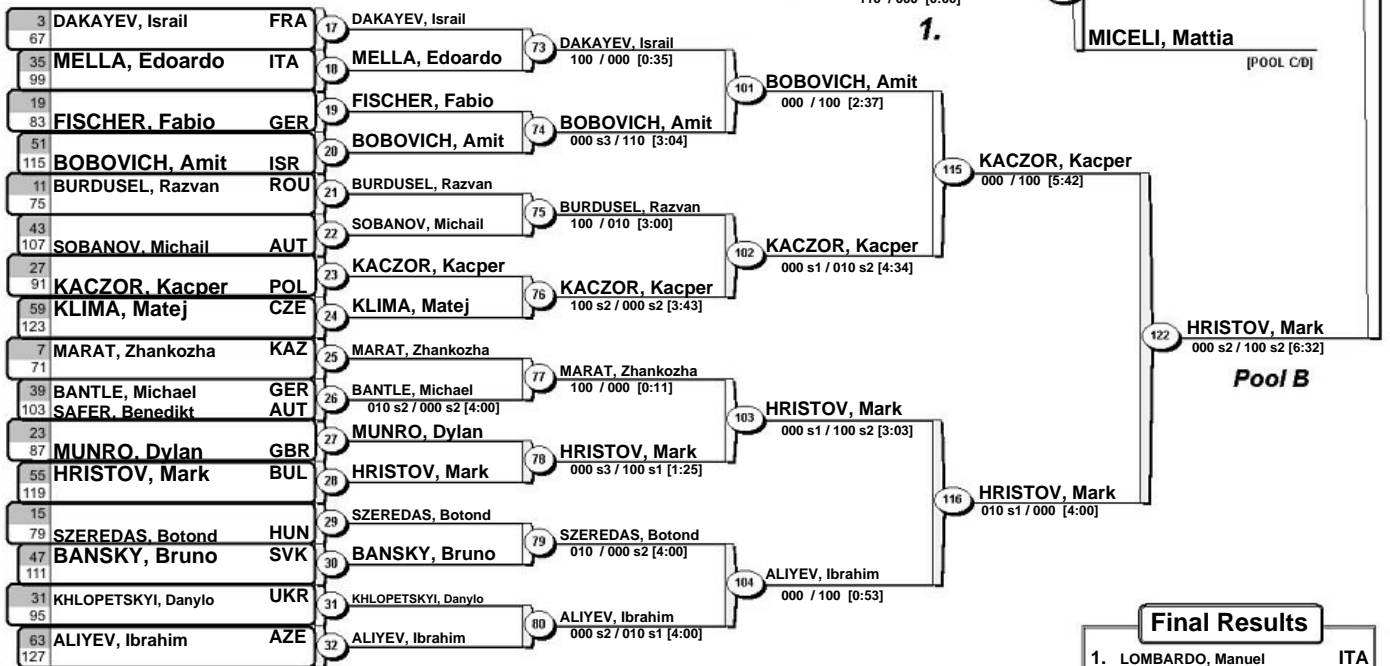 3 DAKAYEV, Israil FRA
67
35 MELLA, Edoardo ITA
99
19
83 FISCHER, Fabio GER
51
115 BOBOVICH, Amit ISR
11 BURDUSEL, Razvan ROU
75
43
107 SOBANOV, Michail AUT
27
91 KACZOR, Kacper POL
59 KLIMA, Matej CZE
123
7 MARAT, Zhankozha KAZ
71
39 BANTLE, Michael GER
103 SAFER, Benedikt AUT
23
87 MUNRO, Dylan GBR
55 HRISTOV, Mark BUL
119
15
79 SZEREDAS, Botond HUN
47 BANSKY, Bruno SVK
111
31 KHLOPETSKYI, Danylo UKR
95
63 ALIYEV, Ibrahim AZE
127
17 DAKAYEV, Israil
18 MELLA, Edoardo
19 FISCHER, Fabio
20 BOBOVICH, Amit
21 BURDUSEL, Razvan
22 SOBANOV, Michail
23 KACZOR, Kacper
24 KLIMA, Matej
25 MARAT, Zhankozha
26 BANTLE, Michael
010 s2 / 000 s2 [4:00]
27 MUNRO, Dylan
28 HRISTOV, Mark
29 SZEREDAS, Botond
30 BANSKY, Bruno
31 KHLOPETSKYI, Danylo
32 ALIYEV, Ibrahim
73 DAKAYEV, Israil
100 / 000 [0:35]
74 BOBOVICH, Amit
000 s3 / 110 [3:04]
75 BURDUSEL, Razvan
100 / 010 [3:00]
76 KACZOR, Kacper
100 s2 / 000 s2 [3:43]
77 MARAT, Zhankozha
100 / 000 [0:11]
78 HRISTOV, Mark
000 s3 / 100 s1 [1:25]
79 SZEREDAS, Botond
010 / 000 s2 [4:00]
80 ALIYEV, Ibrahim
000 s2 / 010 s1 [4:00]
101 BOBOVICH, Amit
000 / 100 [2:37]
102 KACZOR, Kacper
000 s1 / 010 s2 [4:34]
103 HRISTOV, Mark
000 s1 / 100 s2 [3:03]
104 ALIYEV, Ibrahim
000 / 100 [0:53]
115 KACZOR, Kacper
000 / 100 [5:42]
116 HRISTOV, Mark
010 s1 / 000 [4:00]
122 HRISTOV, Mark
000 s2 / 100 s2 [6:32]
Pool B
1.
MICELI, Mattia
[POOL C/D]
Final Results
1. LOMBARDO, Manuel ITA